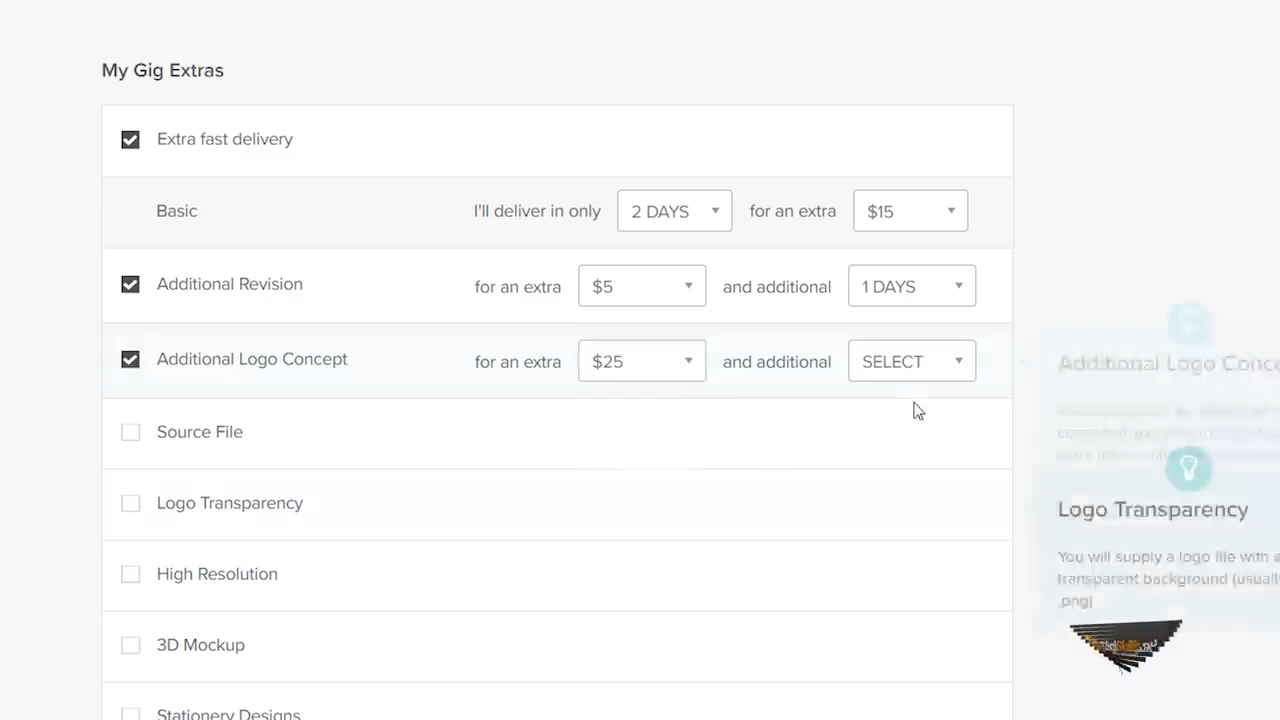 My Gig Extras
Extra fast delivery
Basic I'll deliver in only 2 DAYS for an extra $15
Additional Revision for an extra $5 and additional 1 DAYS
Additional Logo Concept for an extra $25 and additional SELECT
Additional Logo
Source File
Logo Transparency
Logo Transparency
You will supply a logo file with a
transparent background (usuall
.png)
High Resolution
3D Mockup
Stationery Designs